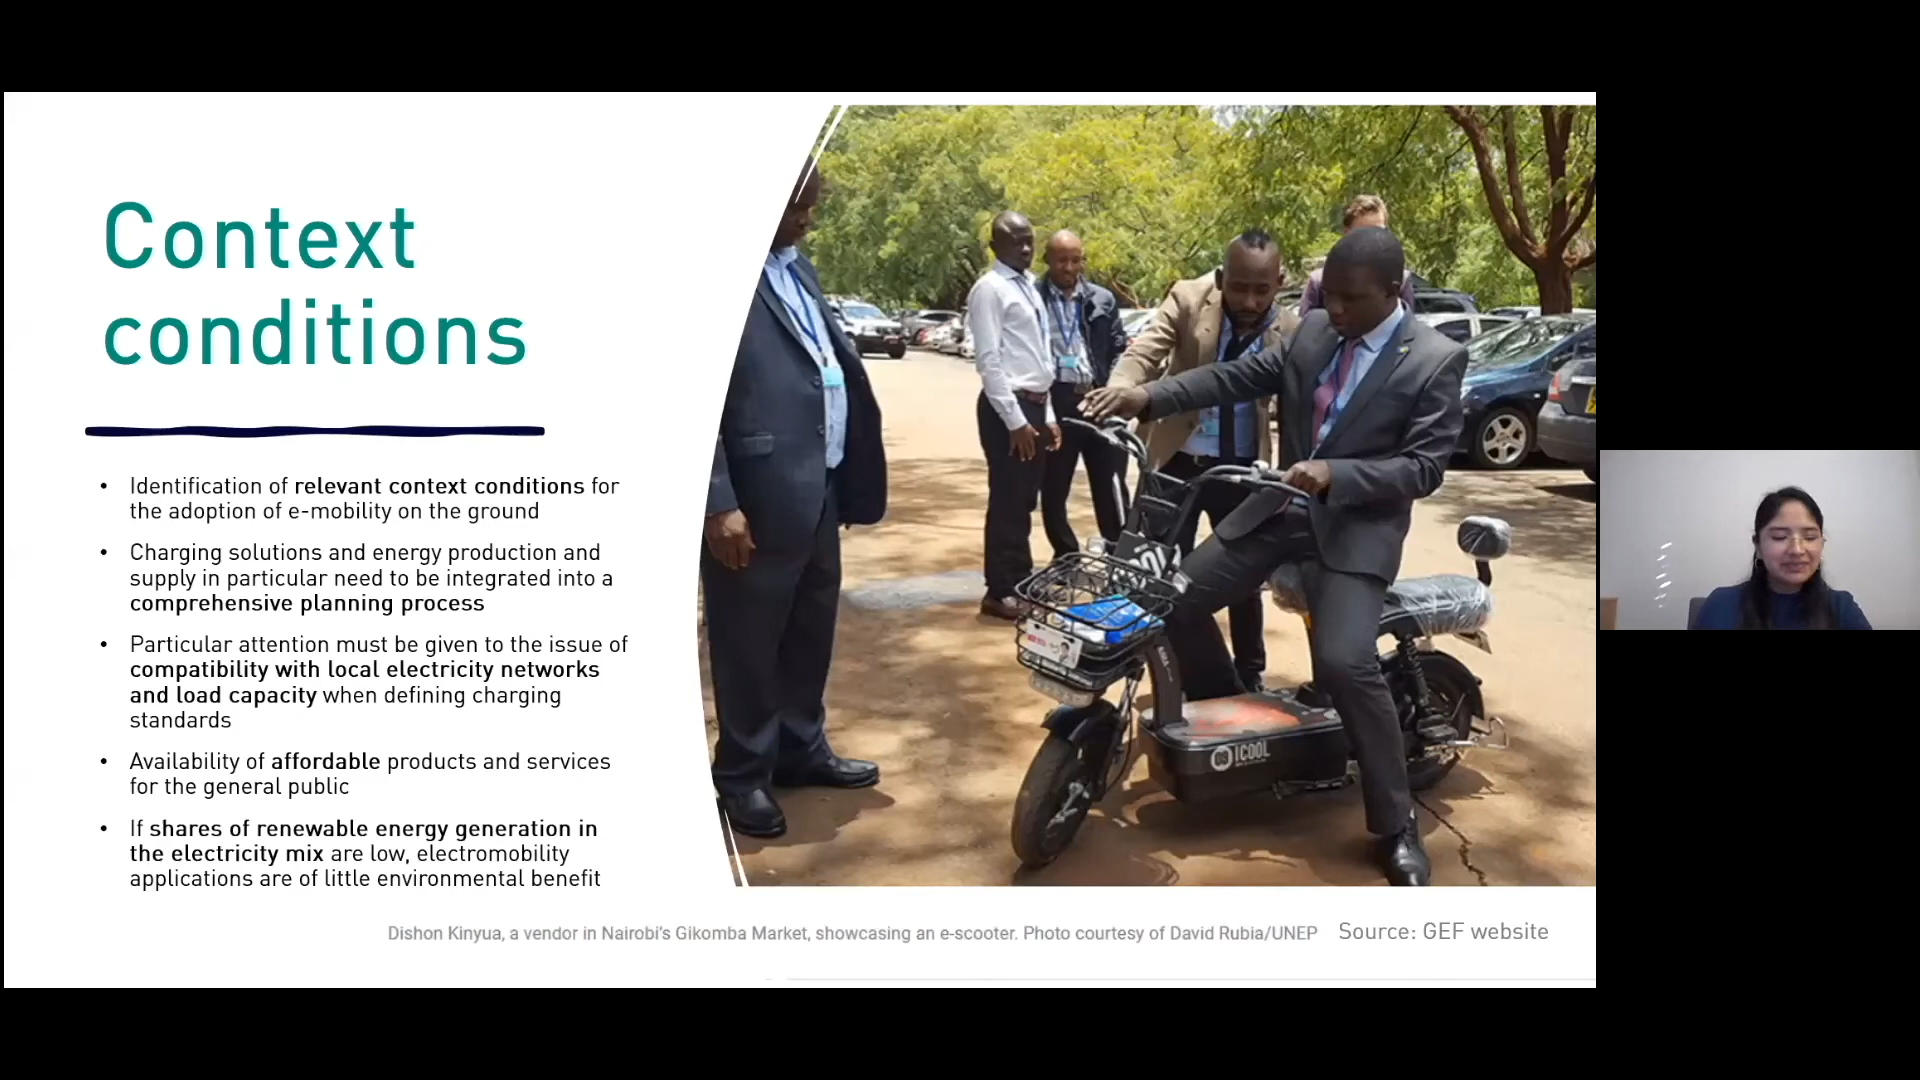 Context
conditions
• Identification of relevant context conditions for
the adoption of e-mobility on the ground
• Charging solutions and energy production and
supply in particular need to be integrated into a
comprehensive planning process
• Particular attention must be given to the issue of
compatibility with local electricity networks
and load capacity when defining charging
standards
• Availability of affordable products and services
for the general public
• If shares of renewable energy generation in
the electricity mix are low, electromobility
applications are of little environmental benefit
ICOOL
Dishon Kinyua, a vendor in Nairobi's Gikomba Market, showcasing an e-scooter. Photo courtesy of David Rubia/UNEP
Source: GEF website